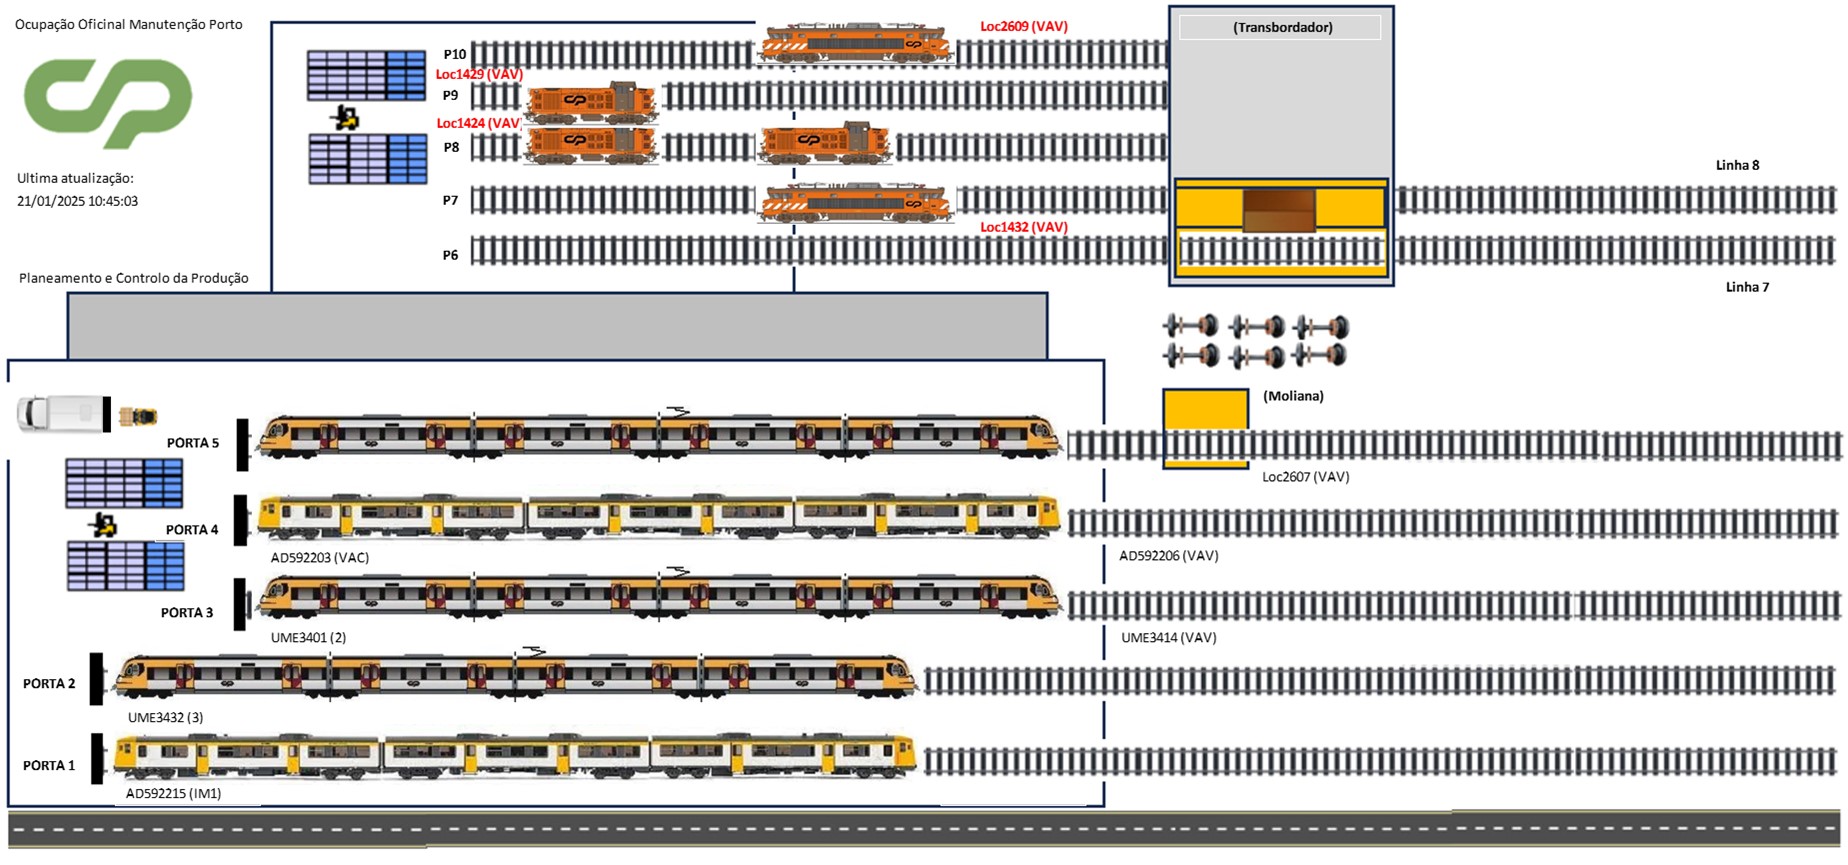 Ocupação Oficinal Manutenção Porto
Loc2609 (VAV)
(Transbordador)
P10
Loc1429 (VAV)
P9
Loc1424 (VAV)
P8
Linha 8
Ultima atualização:
21/01/2025 10:45:03
P7
Loc1432 (VAV)
P6
Planeamento e Controlo da Produção
Linha 7
(Moliana)
PORTA 5
Loc2607 (VAV)
PORTA 4
AD592203 (VAC)
AD592206 (VAV)
PORTA 3
UME3401 (2)
UME3414 (VAV)
PORTA 2
UME3432 (3)
PORTA 1
AD592215 (IM1)